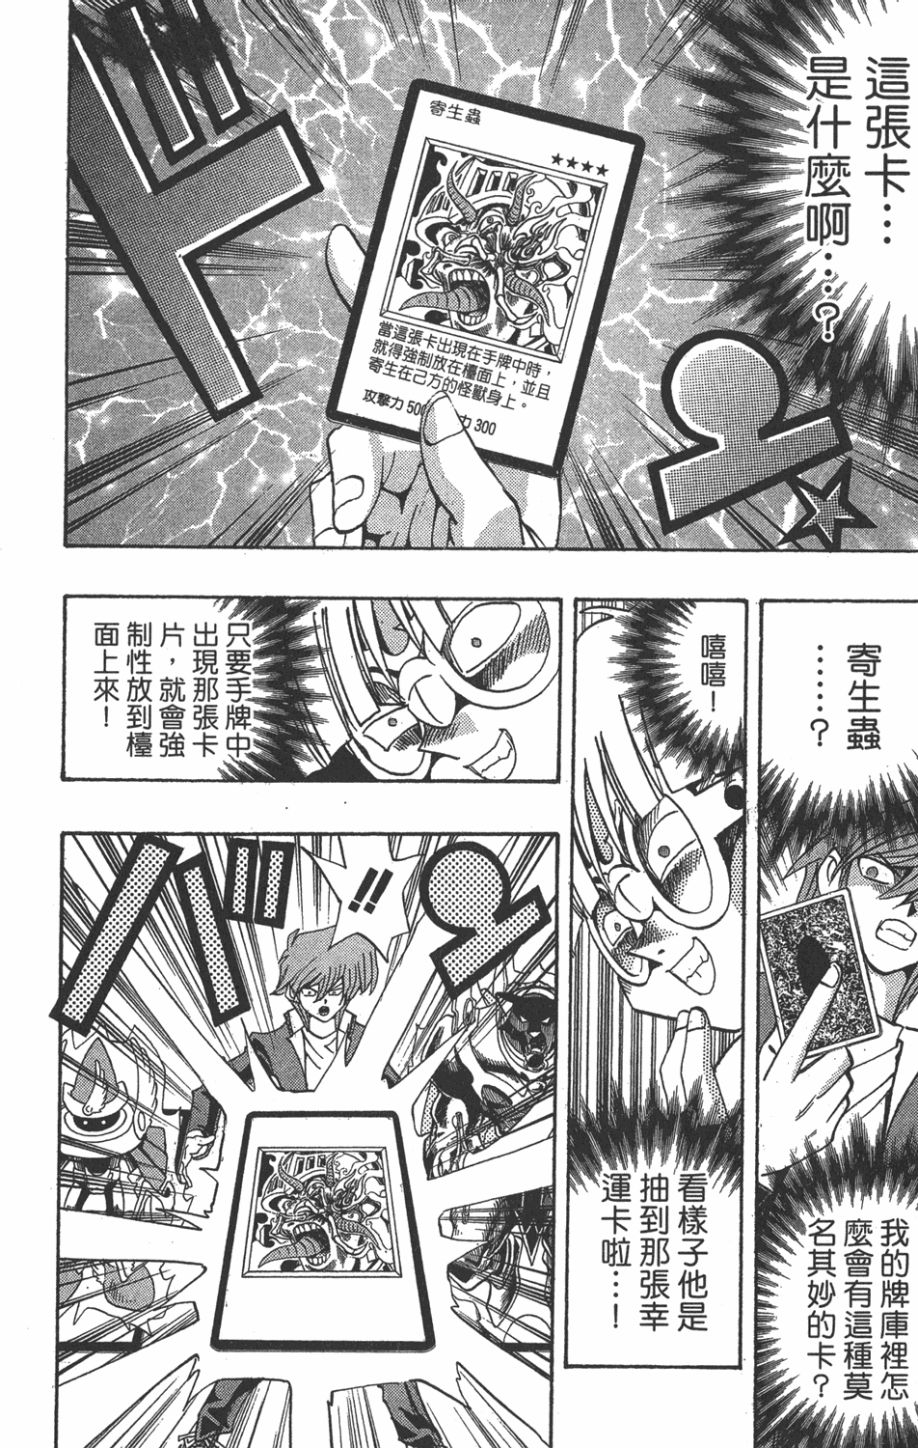 這張卡…
是什麼啊…？
寄生蟲
★★★★
當這張卡出現在手牌中時，
就得強制放在檯面上，並且
寄生在己方的怪獸身上。
攻擊力 500 力 300
ド
ン
寄生蟲
……？
我的牌庫裡怎
麼會有這種莫
名其妙的卡？
嘻嘻！
看樣子他是
抽到那張幸
運卡啦…！
只要手牌中
出現那張卡
片，就會強
制性放到檯
面上來！
!!
バ
ン